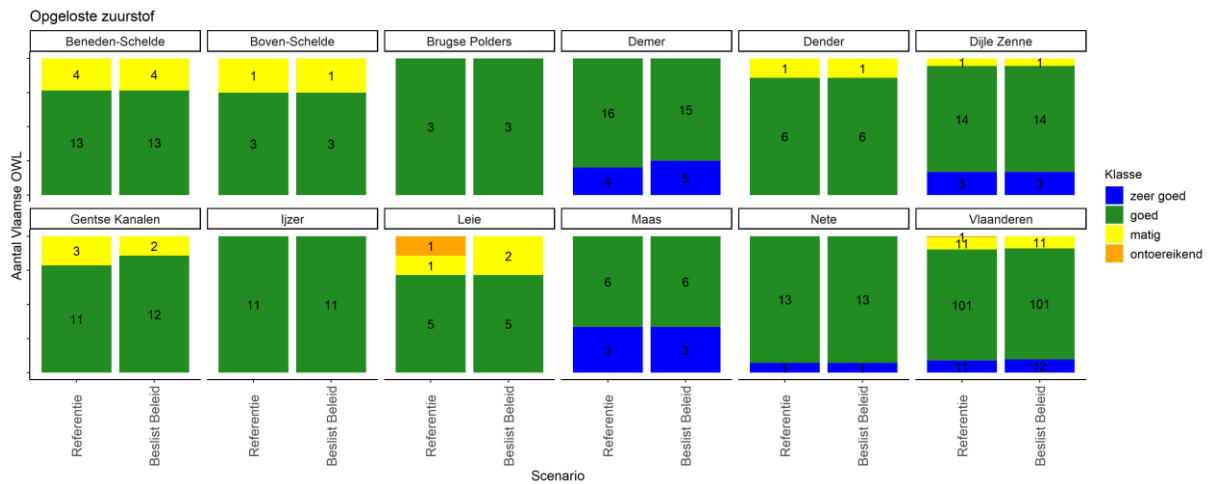 Opgeloste zuurstof
Beneden-Schelde Boven-Schelde Brugse Polders Demer Dender Dijle Zenne
4 4 1 1 1 1 1 1
13 13 3 3 3 3 16 15 6 6 14 14
4 5 3 3
Gentse Kanalen Ijzer Leie Maas Nete Vlaanderen
3 2 1 1 2 1 11 11
11 12 11 11 5 5 6 6 13 13 101 101
3 3 1 1 11 12
Aantal Vlaamse OWL
Referentie Beslist Beleid Referentie Beslist Beleid Referentie Beslist Beleid Referentie Beslist Beleid Referentie Beslist Beleid Referentie Beslist Beleid
Scenario
Klasse
zeer goed
goed
matig
ontoereikend